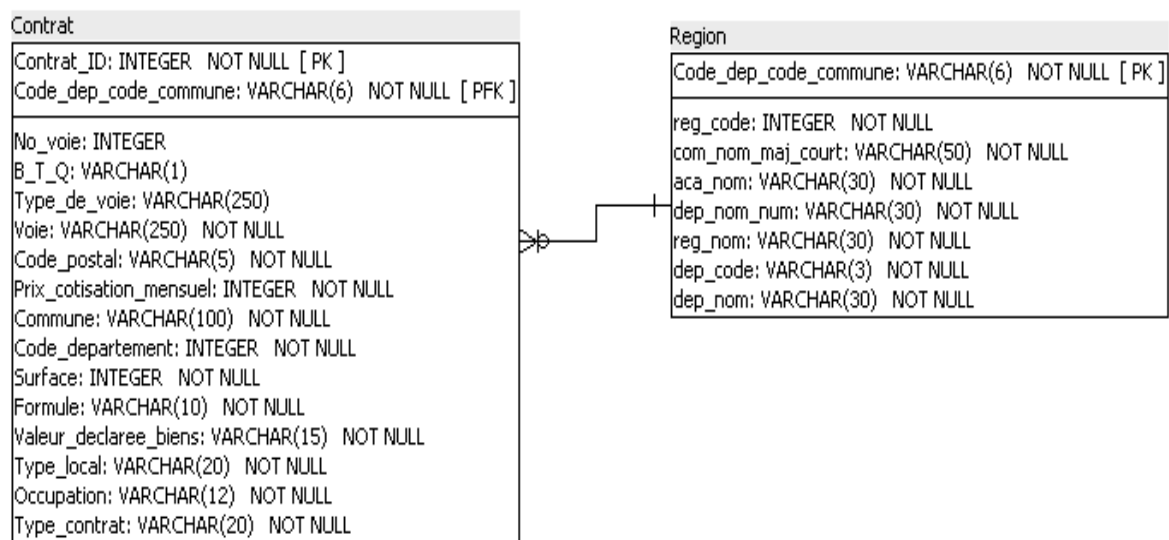 Contrat
Contrat_ID: INTEGER NOT NULL [ PK ]
Code_dep_code_commune: VARCHAR(6) NOT NULL [ PFK ]
No_voie: INTEGER
B_T_Q: VARCHAR(1)
Type_de_voie: VARCHAR(250)
Voie: VARCHAR(250) NOT NULL
Code_postal: VARCHAR(5) NOT NULL
Prix_cotisation_mensuel: INTEGER NOT NULL
Commune: VARCHAR(100) NOT NULL
Code_departement: INTEGER NOT NULL
Surface: INTEGER NOT NULL
Formule: VARCHAR(10) NOT NULL
Valeur_declaree_biens: VARCHAR(15) NOT NULL
Type_local: VARCHAR(20) NOT NULL
Occupation: VARCHAR(12) NOT NULL
Type_contrat: VARCHAR(20) NOT NULL
Region
Code_dep_code_commune: VARCHAR(6) NOT NULL [ PK ]
reg_code: INTEGER NOT NULL
com_nom_maj_court: VARCHAR(50) NOT NULL
aca_nom: VARCHAR(30) NOT NULL
dep_nom_num: VARCHAR(30) NOT NULL
reg_nom: VARCHAR(30) NOT NULL
dep_code: VARCHAR(3) NOT NULL
dep_nom: VARCHAR(30) NOT NULL